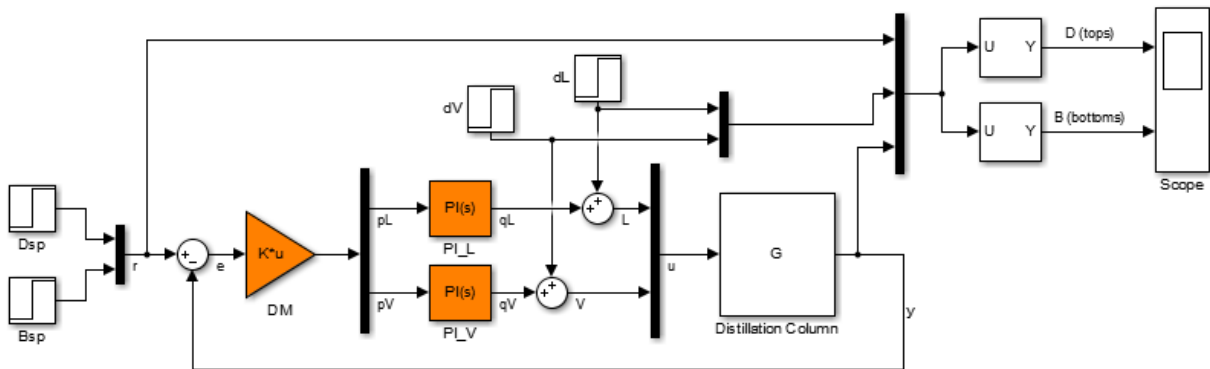 D (tops)
U Y
dL
dV
B (bottoms)
U Y
Scope
Dsp
PI(s)
pL
qL
L
PI_L
r
e
K*u
u
G
Bsp
DM
pV
PI(s)
qV
V
PI_V
Distillation Column
y